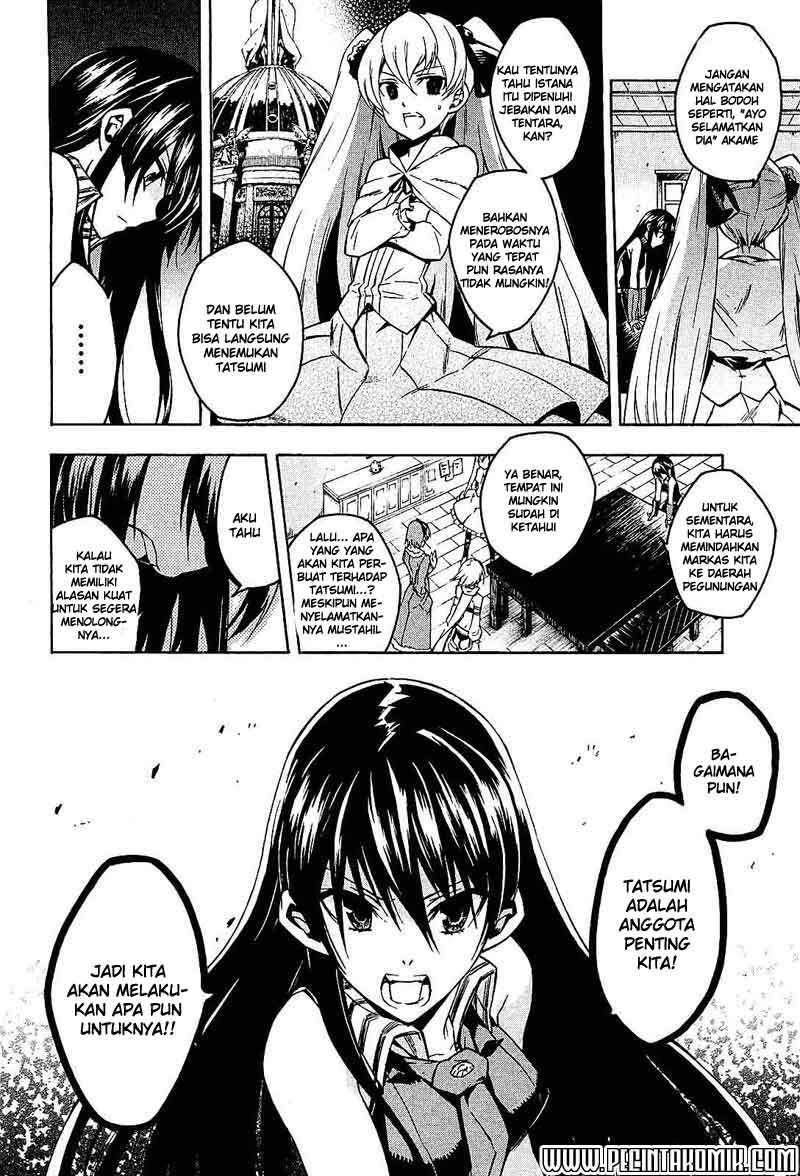 JANGAN
MENGATAKAN
HAL BODOH
SEPERTI, "AYO
SELAMATKAN
DIA" AKAME
KAU TENTUNYA
TAHU ISTANA
ITU DIPENUHI
JEBAKAN DAN
TENTARA,
KAN?
BAHKAN
MENEROBOSNYA
PADA WAKTU
YANG TEPAT
PUN RASANYA
TIDAK MUNGKIN!
DAN BELUM
TENTU KITA
BISA LANGSUNG
MENEMUKAN
TATSUMI
......
UNTUK
SEMENTARA,
KITA HARUS
MEMINDAHKAN
MARKAS KITA
KE DAERAH
PEGUNUNGAN
YA BENAR,
TEMPAT INI
MUNGKIN
SUDAH DI
KETAHUI
LALU... APA
YANG YANG
AKAN KITA PER-
BUAT TERHADAP
TATSUMI...?
MESKIPUN ME-
NYELAMATKAN-
NYA MUSTAHIL
...
AKU
TAHU
KALAU
KITA TIDAK
MEMILIKI
ALASAN KUAT
UNTUK SEGERA
MENOLONG-
NYA...
BA-
GAIMANA
PUN!
TATSUMI
ADALAH
ANGGOTA
PENTING
KITA!
JADI KITA
AKAN MELAKU-
KAN APA PUN
UNTUKNYA!!
WWW.PECINTAKOMIK.COM